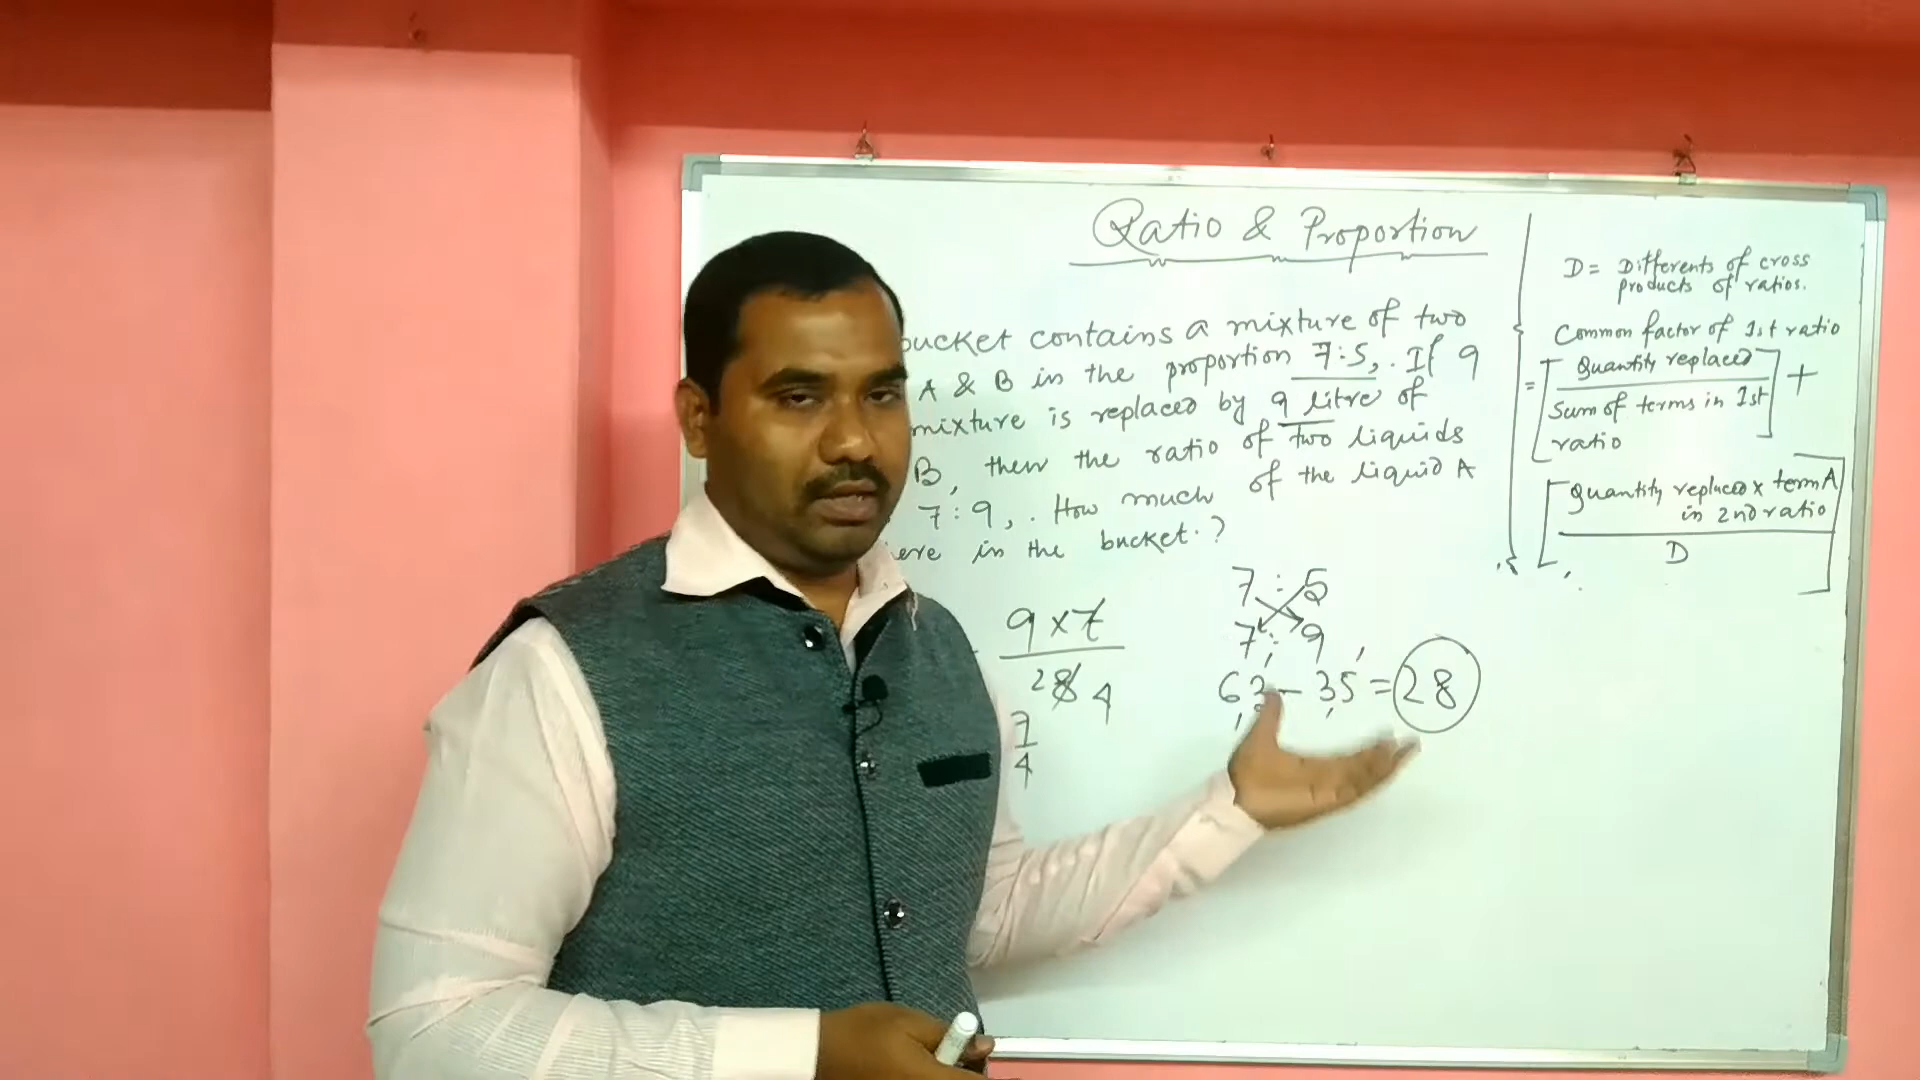 Ratio & Proportion
bucket contains a mixture of two
A & B in the proportion 7:5,. If 9
mixture is replaced by 9 litre of
B, then the ratio of two liquids
7:9,. How much of the liquid A
ere in the bucket.?
9 x 7
28 4
7
4
7 : 5
7 : 9
63 - 35 = 28
D = Differents of cross
products of ratios.
Common factor of 1st ratio
= [Quantity replaced] +
Sum of terms in 1st
ratio
[Quantity replaced x term A
in 2nd ratio]
D